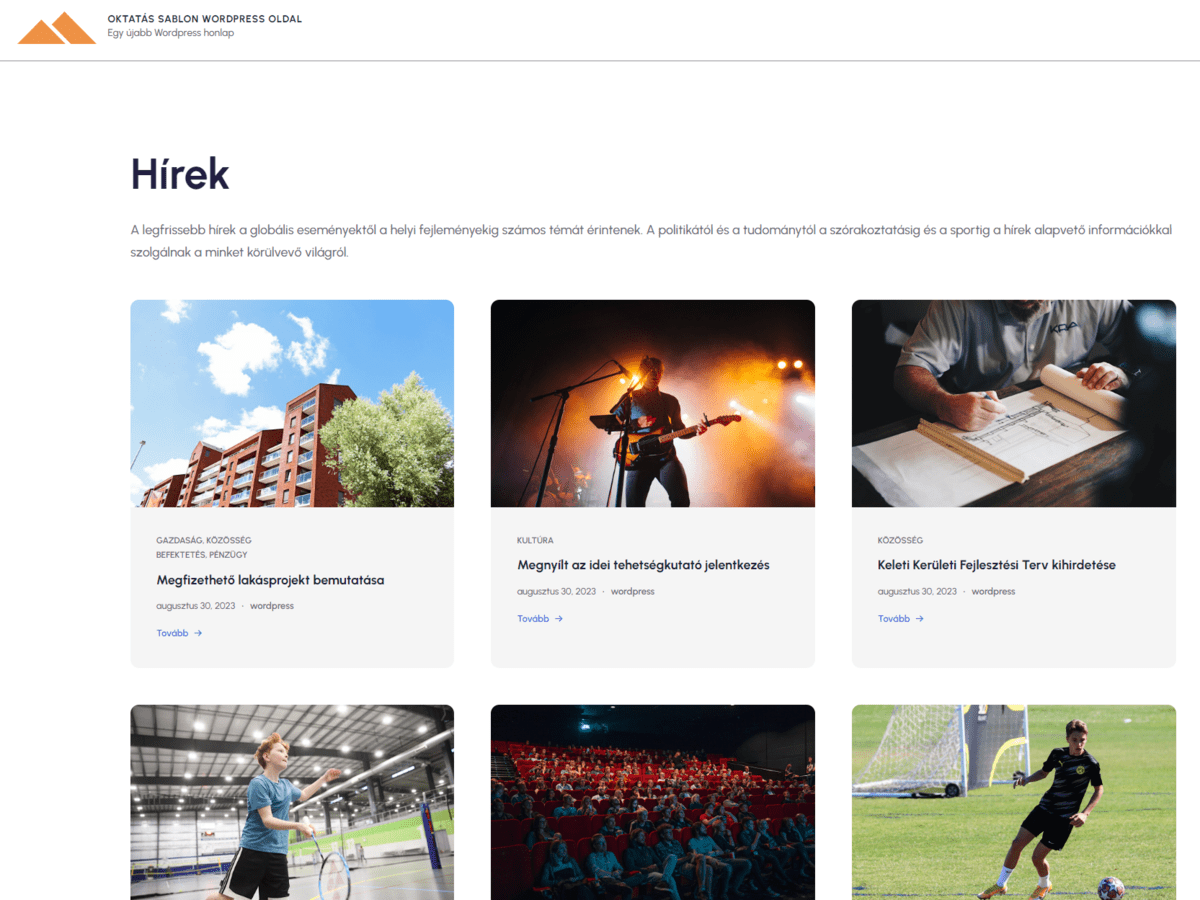 OKTATÁS SABLON WORDPRESS OLDAL
Egy újabb Wordpress honlap
Hírek
A legfrissebb hírek a globális eseményektől a helyi fejleményekig számos témát érintenek. A politikától és a tudománytól a szórakoztatásig és a sportig a hírek alapvető információkkal
szolgálnak a minket körülvevő világról.
GAZDASÁG, KÖZÖSSÉG
BEFEKTETÉS, PÉNZÜGY
Megfizethető lakásprojekt bemutatása
augusztus 30, 2023 · wordpress
Tovább →
KULTÚRA
Megnyílt az idei tehetségkutató jelentkezés
augusztus 30, 2023 · wordpress
Tovább →
KÖZÖSSÉG
Keleti Kerületi Fejlesztési Terv kihirdetése
augusztus 30, 2023 · wordpress
Tovább →